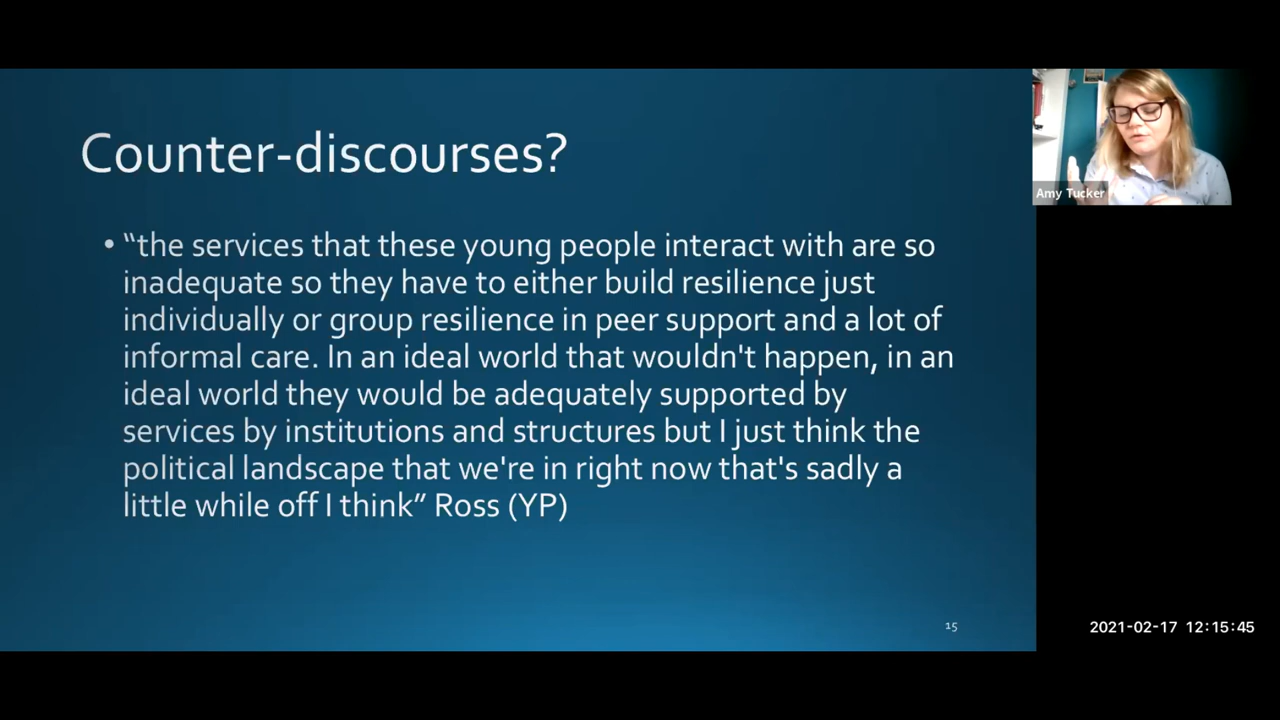 Counter-discourses?
• “the services that these young people interact with are so
inadequate so they have to either build resilience just
individually or group resilience in peer support and a lot of
informal care. In an ideal world that wouldn't happen, in an
ideal world they would be adequately supported by
services by institutions and structures but I just think the
political landscape that we're in right now that's sadly a
little while off I think” Ross (YP)
15
Amy Tucker
2021-02-17 12:15:45